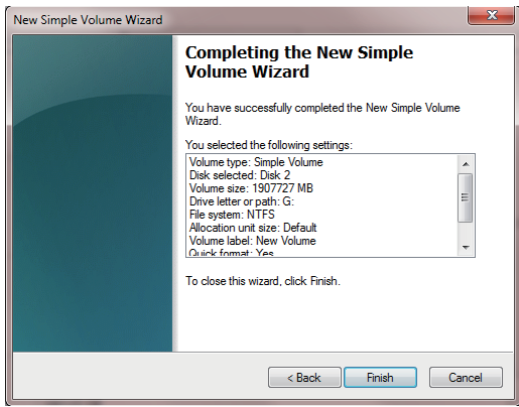 New Simple Volume Wizard
Completing the New Simple
Volume Wizard
You have successfully completed the New Simple Volume
Wizard.
You selected the following settings:
Volume type: Simple Volume
Disk selected: Disk 2
Volume size: 1907727 MB
Drive letter or path: G:
File system: NTFS
Allocation unit size: Default
Volume label: New Volume
Quick format: Yes
To close this wizard, click Finish.
< Back Finish Cancel